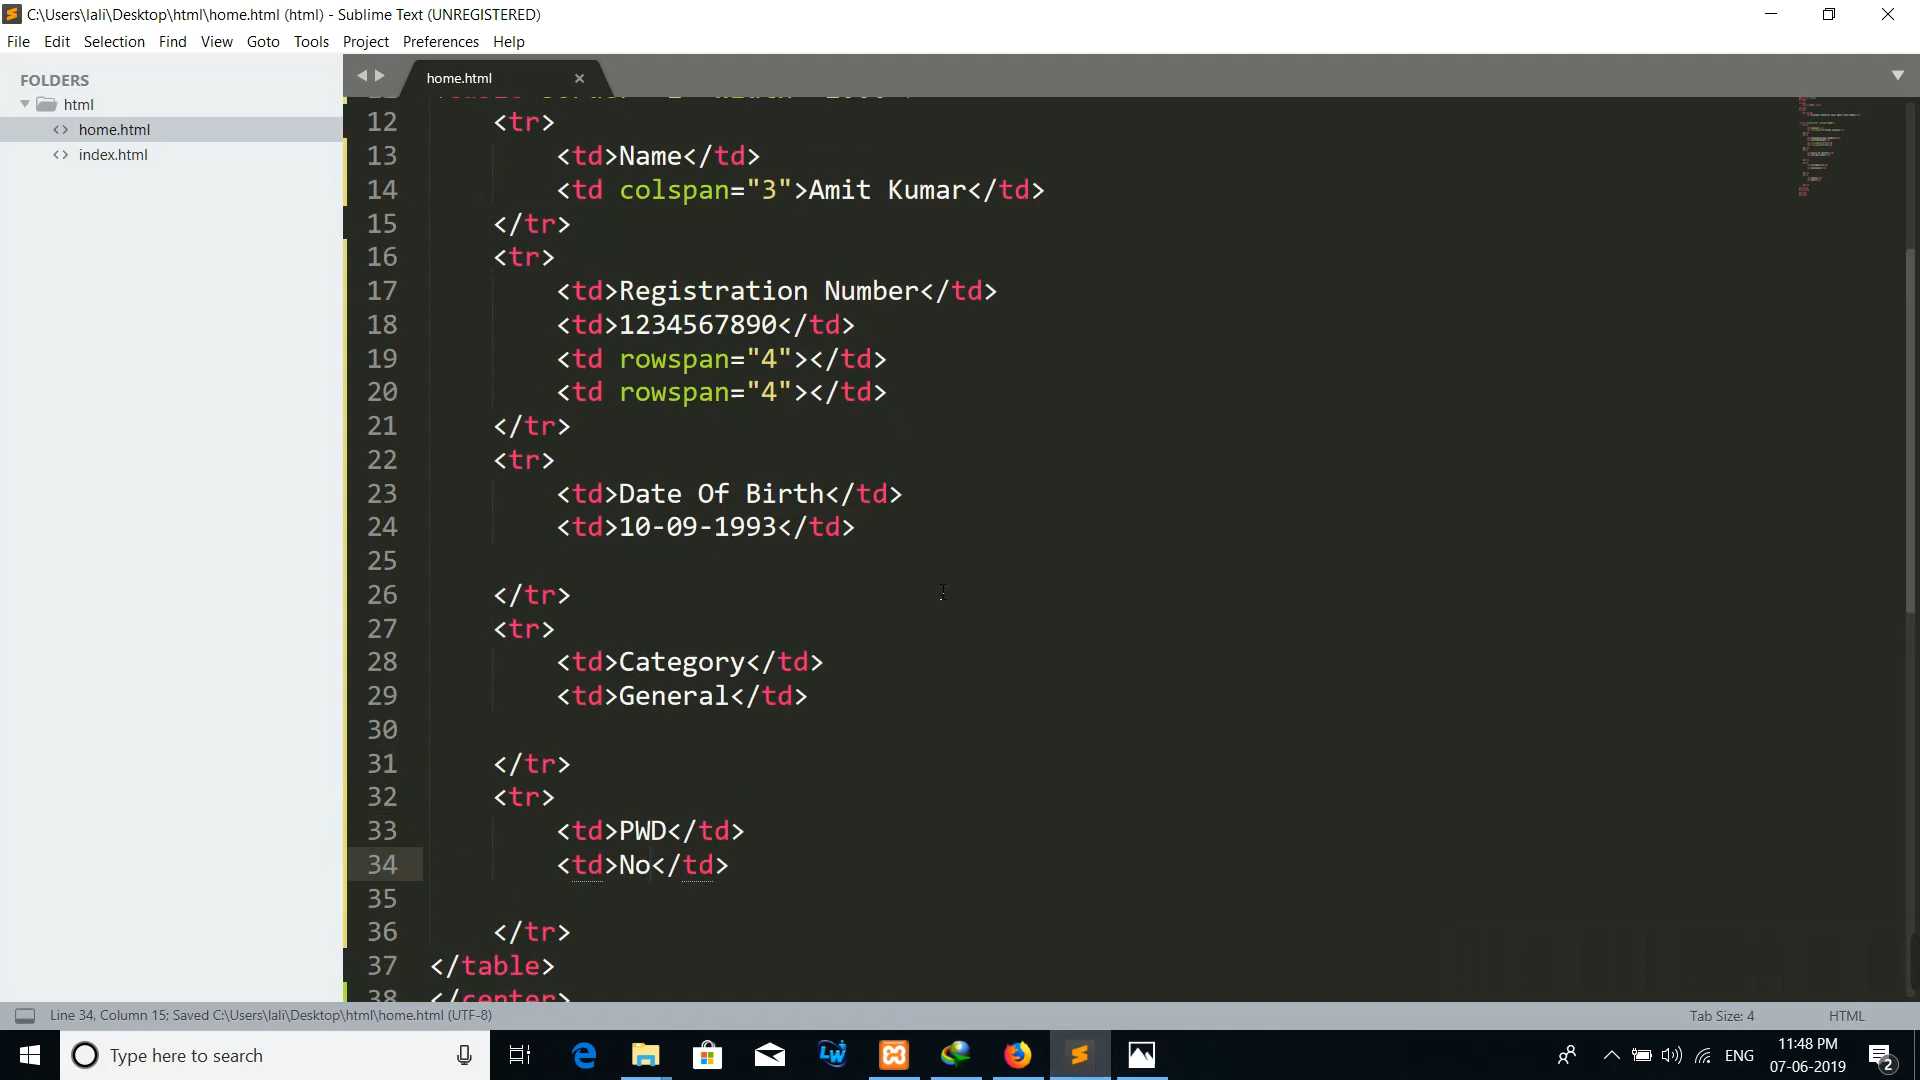 C:\Users\lali\Desktop\html\home.html (html) - Sublime Text (UNREGISTERED)
File Edit Selection Find View Goto Tools Project Preferences Help
FOLDERS
html
home.html
index.html
home.html
12 <tr>
13 <td>Name</td>
14 <td colspan="3">Amit Kumar</td>
15 </tr>
16 <tr>
17 <td>Registration Number</td>
18 <td>1234567890</td>
19 <td rowspan="4"></td>
20 <td rowspan="4"></td>
21 </tr>
22 <tr>
23 <td>Date Of Birth</td>
24 <td>10-09-1993</td>
25
26 </tr>
27 <tr>
28 <td>Category</td>
29 <td>General</td>
30
31 </tr>
32 <tr>
33 <td>PWD</td>
34 <td>No</td>
35
36 </tr>
37 </table>
38 </center>
Line 34, Column 15; Saved C:\Users\lali\Desktop\html\home.html (UTF-8)
Tab Size: 4
HTML
Type here to search
ENG
11:48 PM
07-06-2019
2